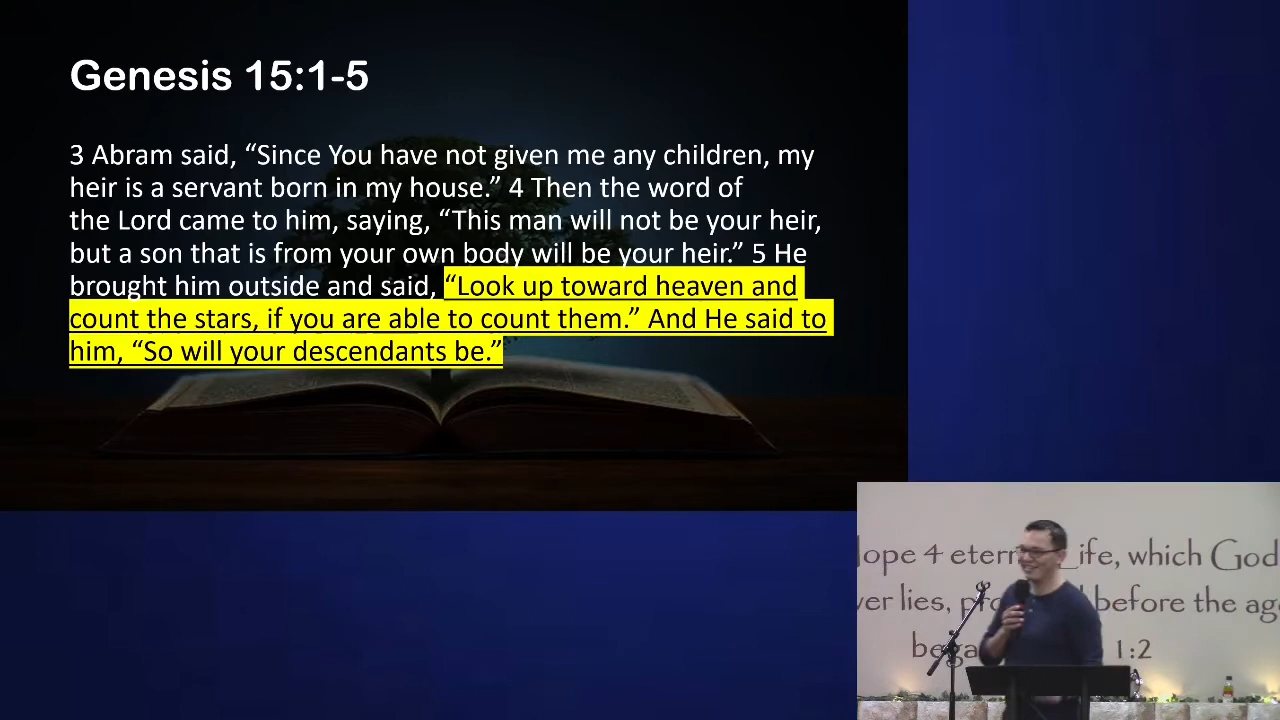 Genesis 15:1-5
3 Abram said, “Since You have not given me any children, my
heir is a servant born in my house.” 4 Then the word of
the Lord came to him, saying, “This man will not be your heir,
but a son that is from your own body will be your heir.” 5 He
brought him outside and said, “Look up toward heaven and
count the stars, if you are able to count them.” And He said to
him, “So will your descendants be.”
ope 4 eter Life, which God
ver lies, pro before the ag
bega 1:2